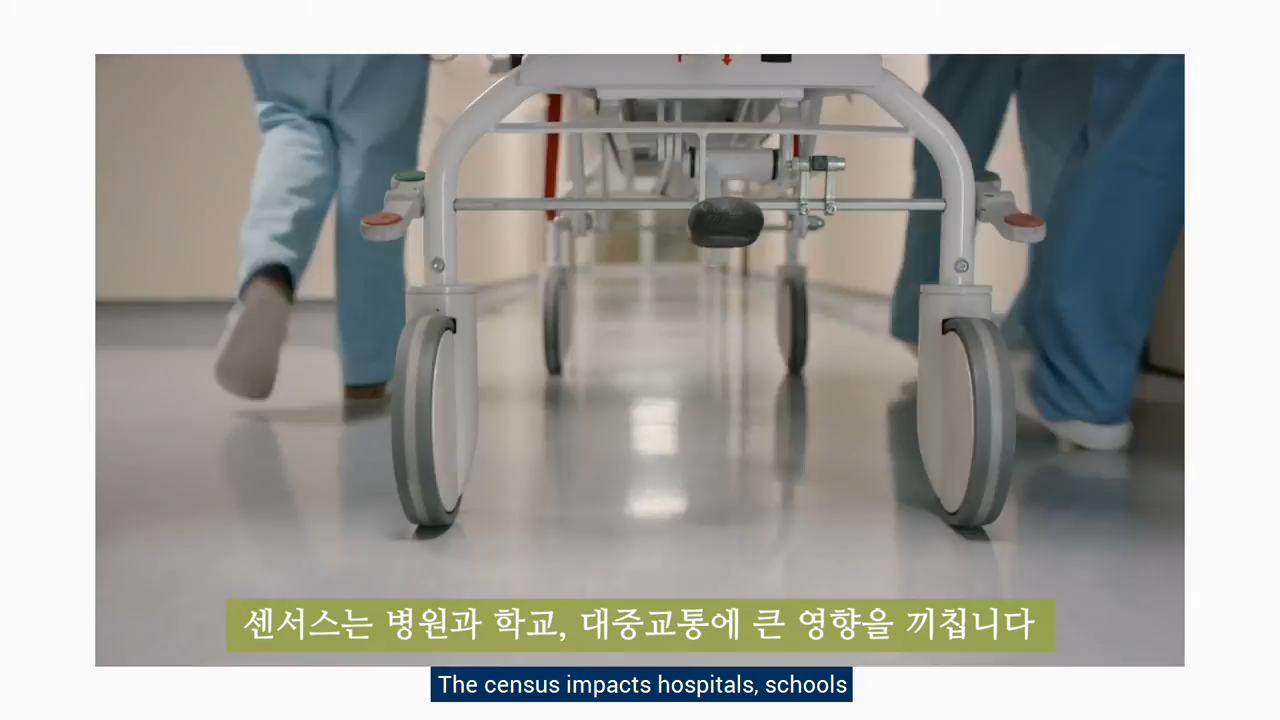 센서스는 병원과 학교, 대중교통에 큰 영향을 끼칩니다
The census impacts hospitals, schools